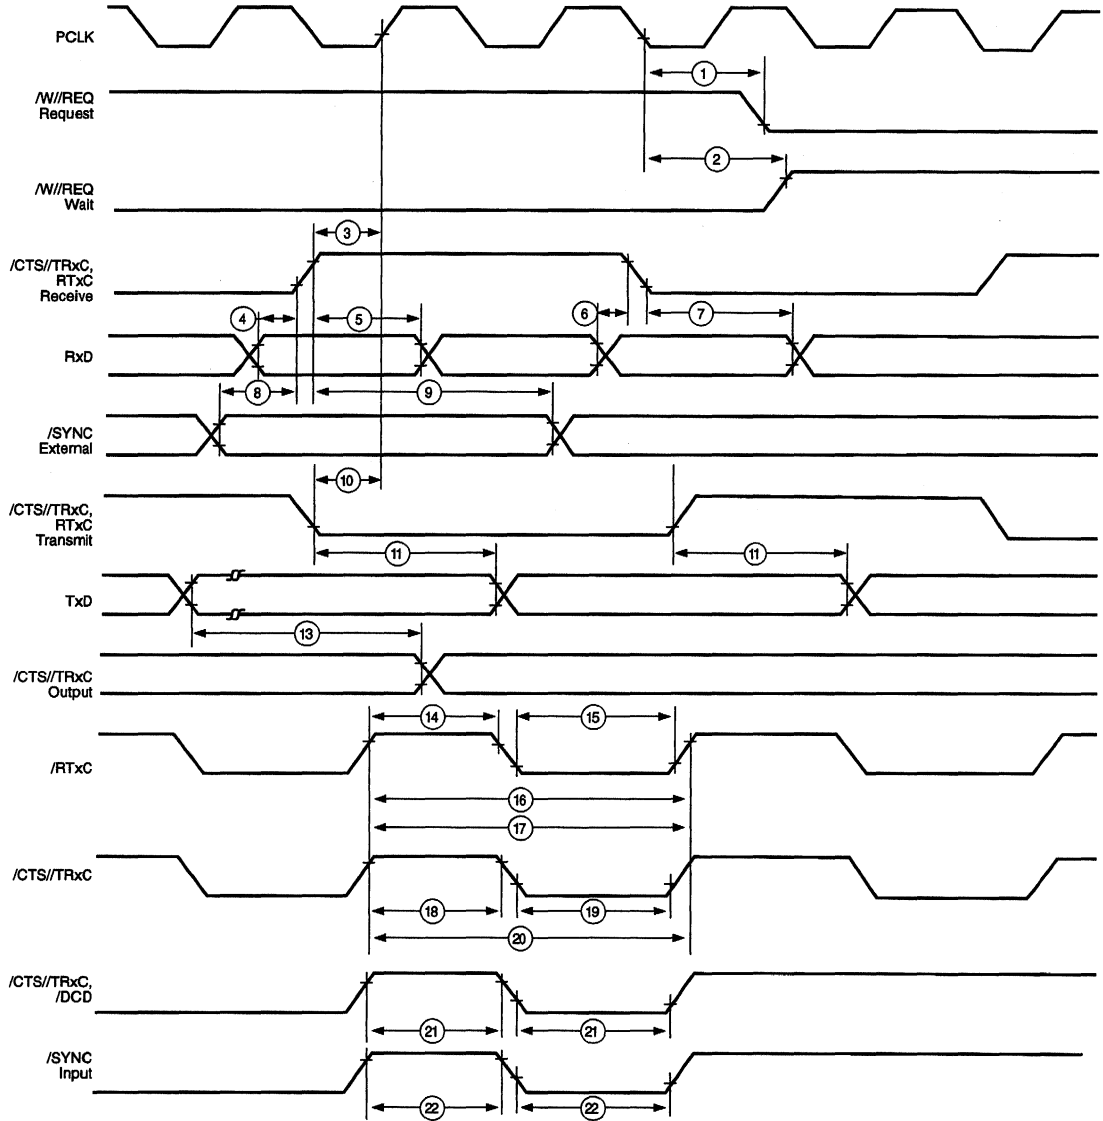 PCLK
1
/W//REQ
Request
2
/W//REQ
Wait
3
/CTS//TRxC,
RTxC
Receive
4
5
6
7
RxD
8
9
/SYNC
External
10
/CTS//TRxC,
RTxC
Transmit
11
11
TxD
13
/CTS//TRxC
Output
14
15
/RTxC
16
17
/CTS//TRxC
18
19
20
/CTS//TRxC,
/DCD
21
21
/SYNC
Input
22
22